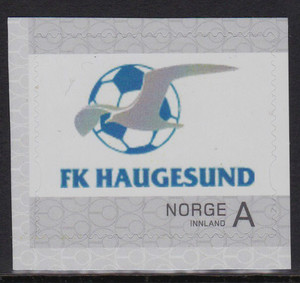 FK HAUGESUND
NORGE A
INNLAND